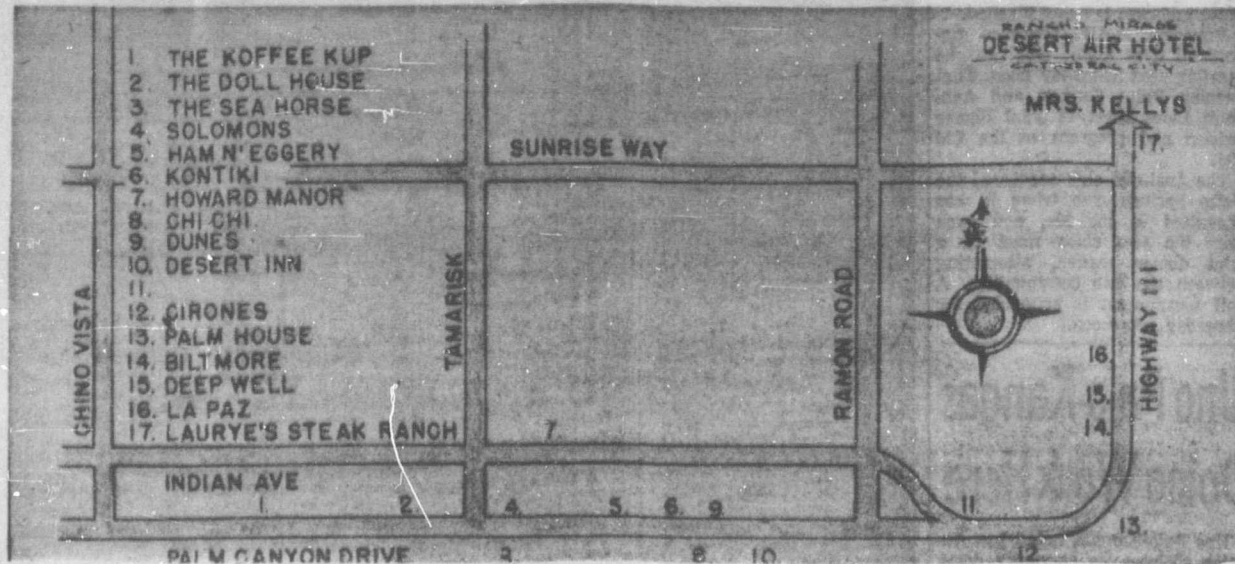 RANCHO MIRAGE
DESERT AIR HOTEL
CATHEDRAL CITY
MRS. KELLYS
17.
1. THE KOFFEE KUP
2. THE DOLL HOUSE
3. THE SEA HORSE
4. SOLOMONS
5. HAM N' EGGERY
6. KONTIKI
7. HOWARD MANOR
8. CHI CHI
9. DUNES
10. DESERT INN
11.
12. CIRONES
13. PALM HOUSE
14. BILTMORE
15. DEEP WELL
16. LA PAZ
17. LAURYE'S STEAK RANCH
SUNRISE WAY
CHINO VISTA
TAMARISK
RAMON ROAD
HIGHWAY 111
16.
15.
14.
7.
INDIAN AVE
1.
2
4.
5.
6.
9
11.
13.
PALM CANYON DRIVE
3.
8.
10.
12.